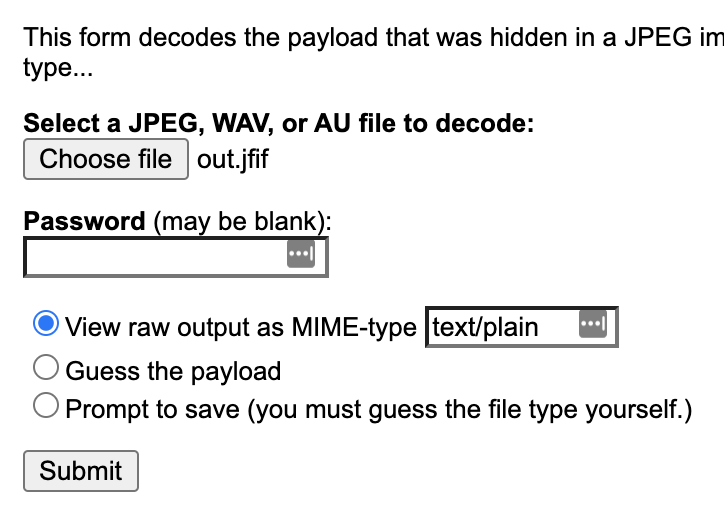 This form decodes the payload that was hidden in a JPEG im
type...
Select a JPEG, WAV, or AU file to decode:
Choose file out.jfif
Password (may be blank):
View raw output as MIME-type text/plain
Guess the payload
Prompt to save (you must guess the file type yourself.)
Submit